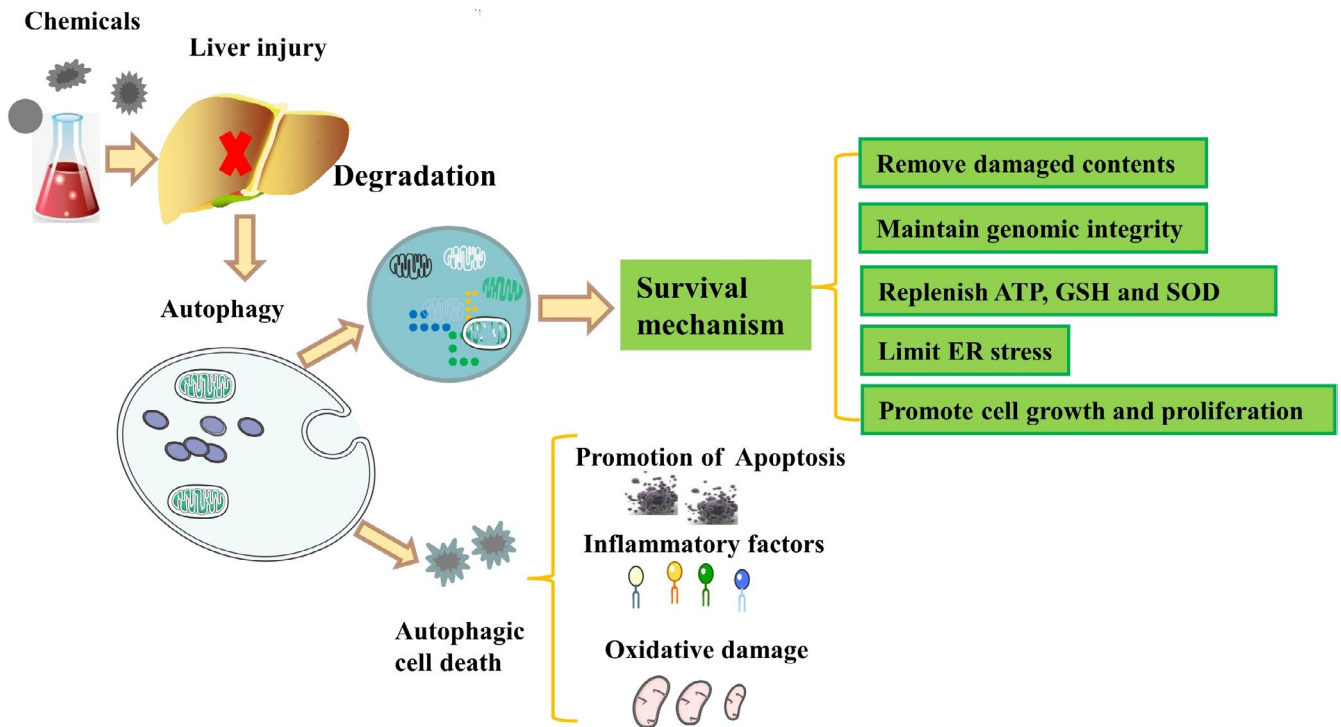 Chemicals
Liver injury
Degradation
Autophagy
Survival
mechanism
Remove damaged contents
Maintain genomic integrity
Replenish ATP, GSH and SOD
Limit ER stress
Promote cell growth and proliferation
Promotion of Apoptosis
Inflammatory factors
Autophagic
cell death
Oxidative damage